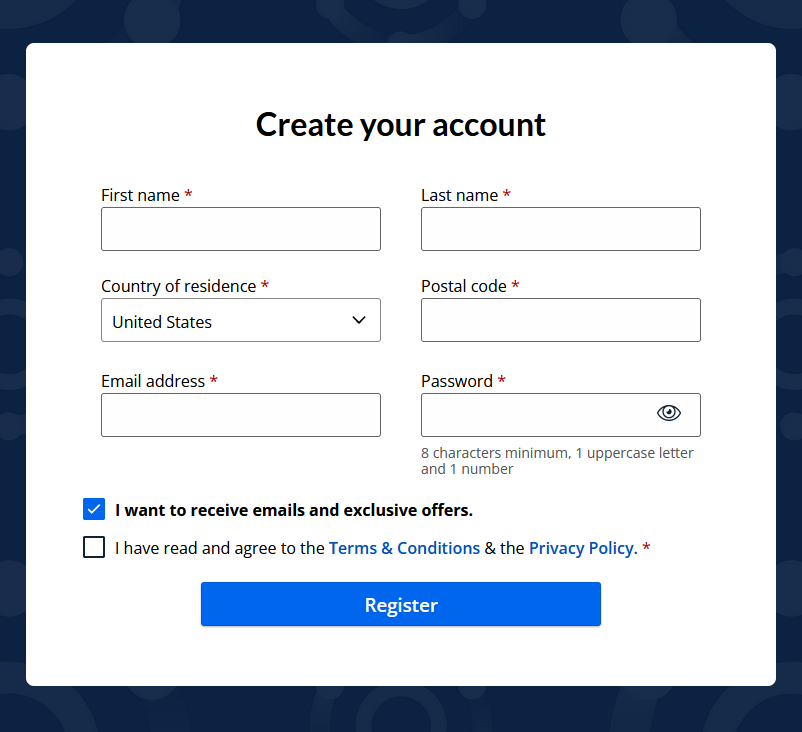 Create your account
First name *
Last name *
Country of residence *
Postal code *
United States
Email address *
Password *
8 characters minimum, 1 uppercase letter
and 1 number
I want to receive emails and exclusive offers.
I have read and agree to the Terms & Conditions & the Privacy Policy. *
Register